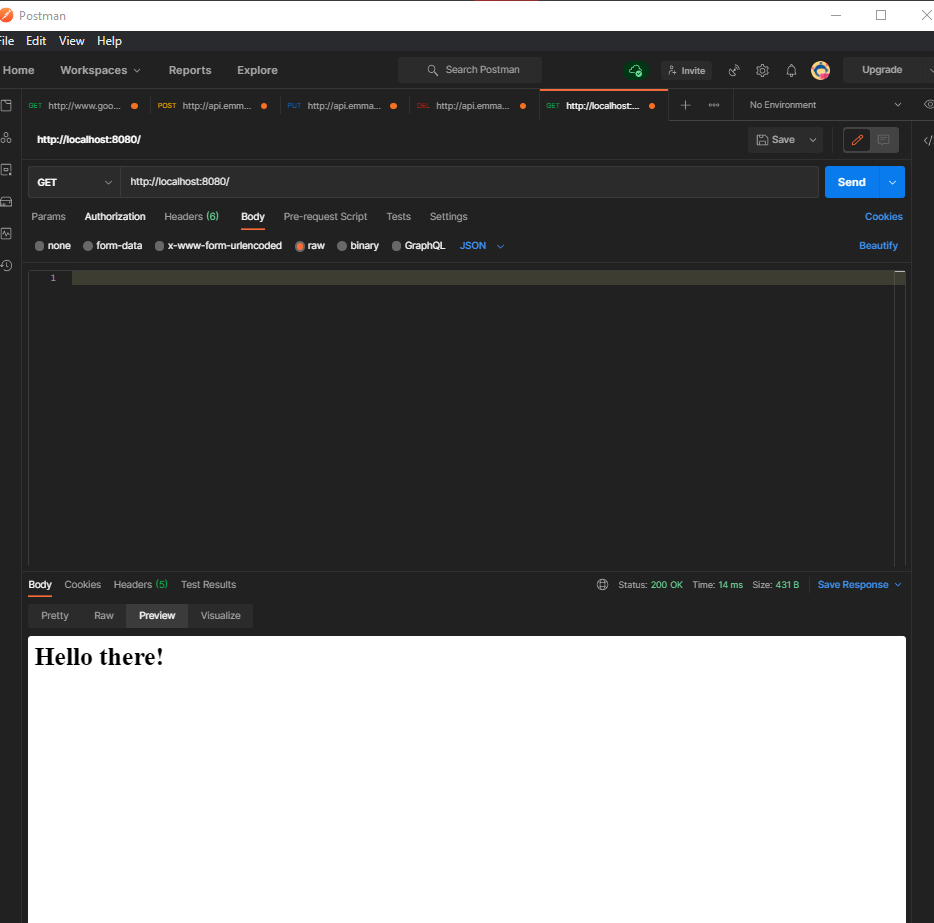 Postman
File Edit View Help
Home Workspaces Reports Explore Search Postman Invite Upgrade
GET http://www.goo... POST http://api.emm... PUT http://api.emma... DEL http://api.emma... GET http://localhost:... No Environment
http://localhost:8080/ Save
GET http://localhost:8080/ Send
Params Authorization Headers (6) Body Pre-request Script Tests Settings Cookies
none form-data x-www-form-urlencoded raw binary GraphQL JSON Beautify
1
Body Cookies Headers (5) Test Results Status: 200 OK Time: 14 ms Size: 431 B Save Response
Pretty Raw Preview Visualize
Hello there!